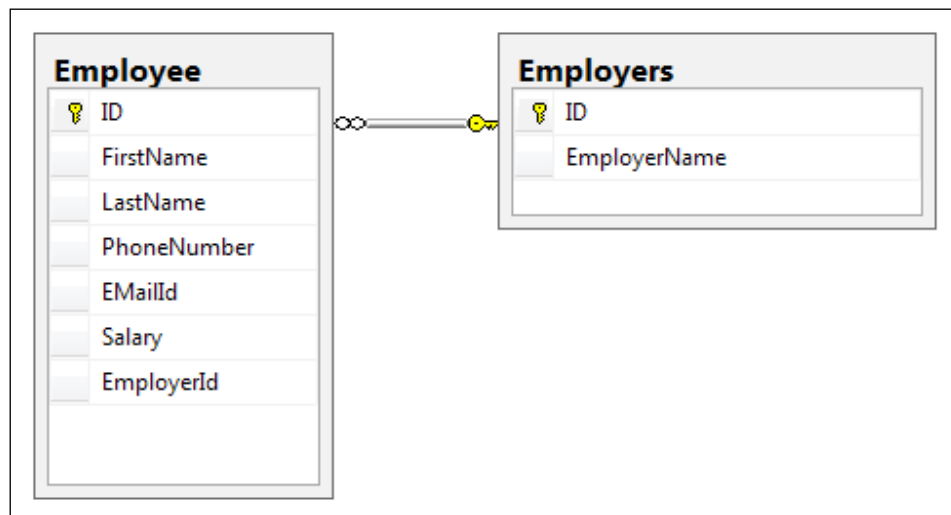 Employee
ID
FirstName
LastName
PhoneNumber
EMailId
Salary
EmployerId
Employers
ID
EmployerName